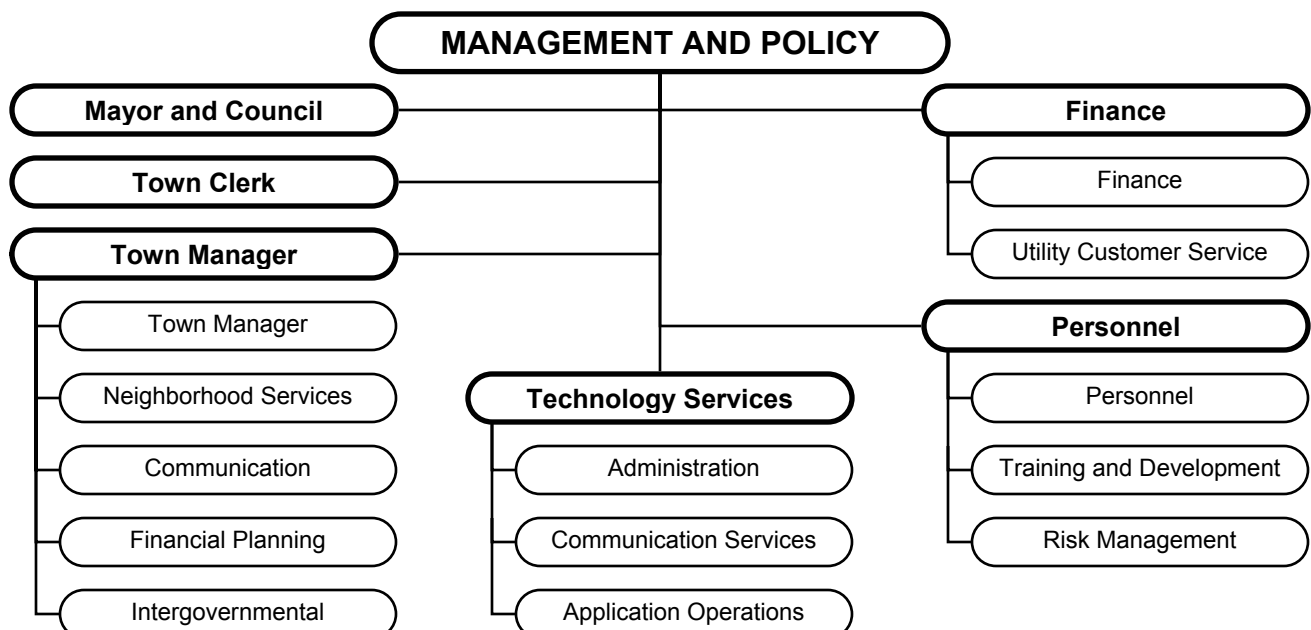 MANAGEMENT AND POLICY
Mayor and Council
Town Clerk
Town Manager
Town Manager
Neighborhood Services
Communication
Financial Planning
Intergovernmental
Technology Services
Administration
Communication Services
Application Operations
Finance
Finance
Utility Customer Service
Personnel
Personnel
Training and Development
Risk Management